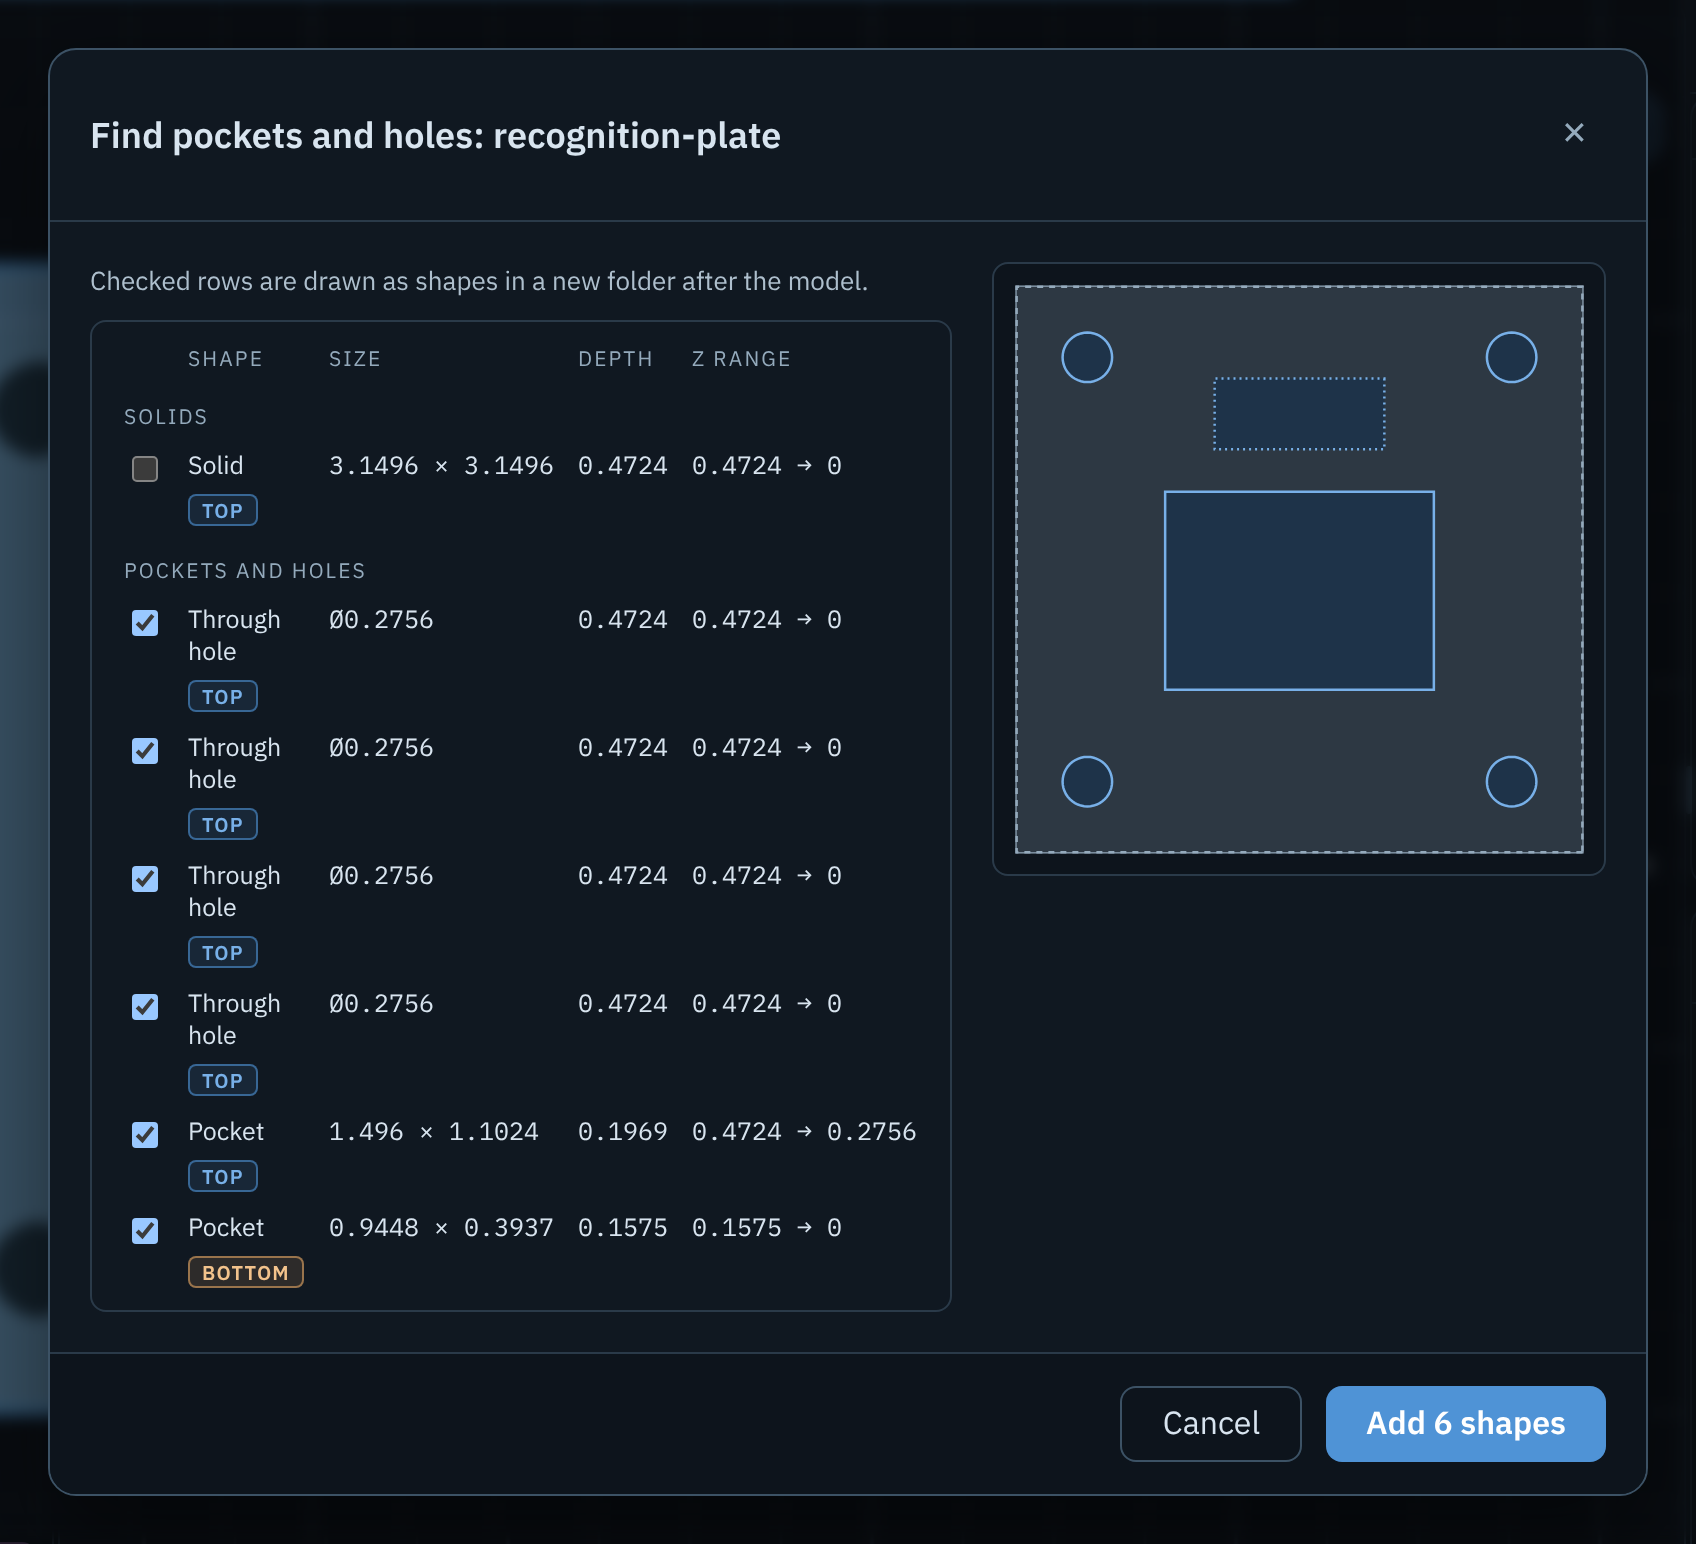 Find pockets and holes: recognition-plate
×
Checked rows are drawn as shapes in a new folder after the model.
SHAPE SIZE DEPTH Z RANGE
SOLIDS
Solid 3.1496 × 3.1496 0.4724 0.4724 → 0
TOP
POCKETS AND HOLES
Through Ø0.2756 0.4724 0.4724 → 0
hole
TOP
Through Ø0.2756 0.4724 0.4724 → 0
hole
TOP
Through Ø0.2756 0.4724 0.4724 → 0
hole
TOP
Through Ø0.2756 0.4724 0.4724 → 0
hole
TOP
Pocket 1.496 × 1.1024 0.1969 0.4724 → 0.2756
TOP
Pocket 0.9448 × 0.3937 0.1575 0.1575 → 0
BOTTOM
Cancel Add 6 shapes